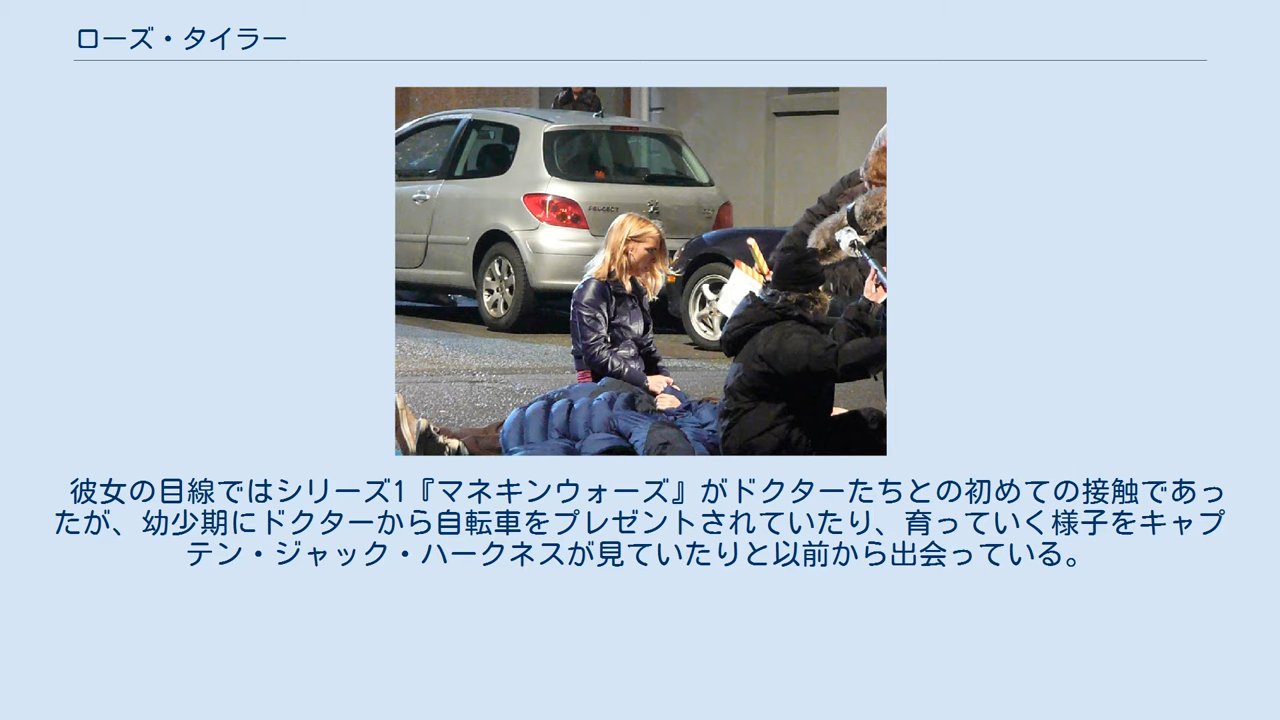 ローズ・タイラー
PEUGEOT
彼女の目線ではシリーズ1『マネキンウォーズ』がドクターたちとの初めての接触であっ
たが、幼少期にドクターから自転車をプレゼントされていたり、育っていく様子をキャプ
テン・ジャック・ハークネスが見ていたりと以前から出会っている。